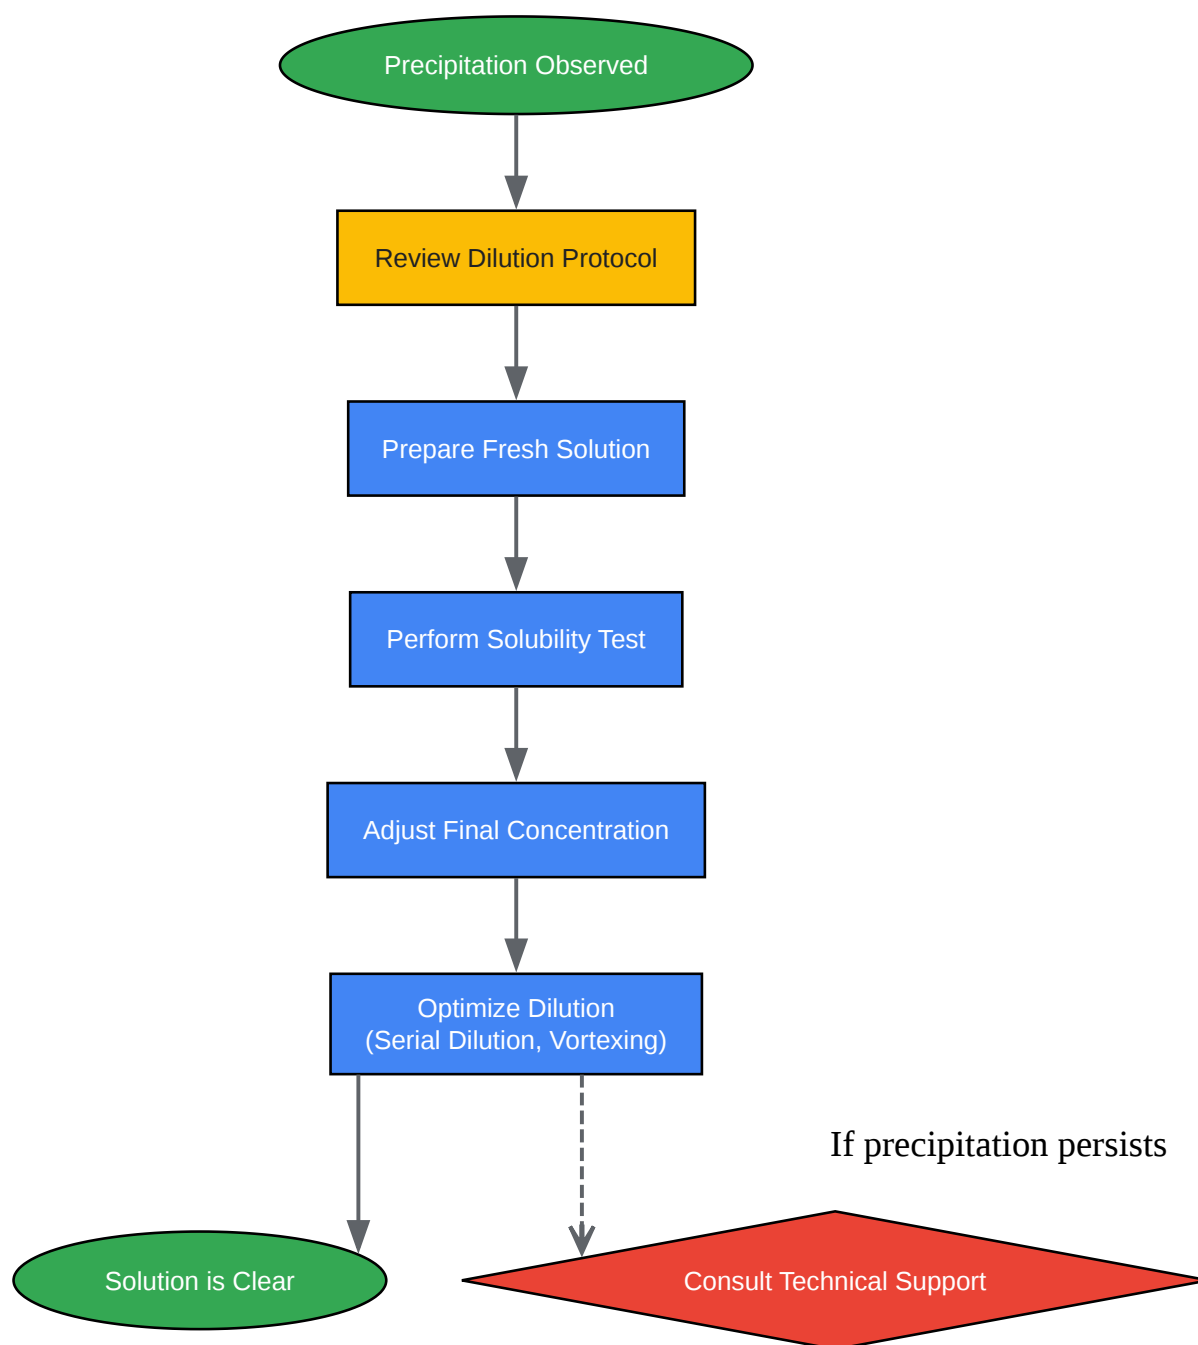 Precipitation Observed
Review Dilution Protocol
Prepare Fresh Solution
Perform Solubility Test
Adjust Final Concentration
Optimize Dilution
(Serial Dilution, Vortexing)
If precipitation persists
Solution is Clear
Consult Technical Support